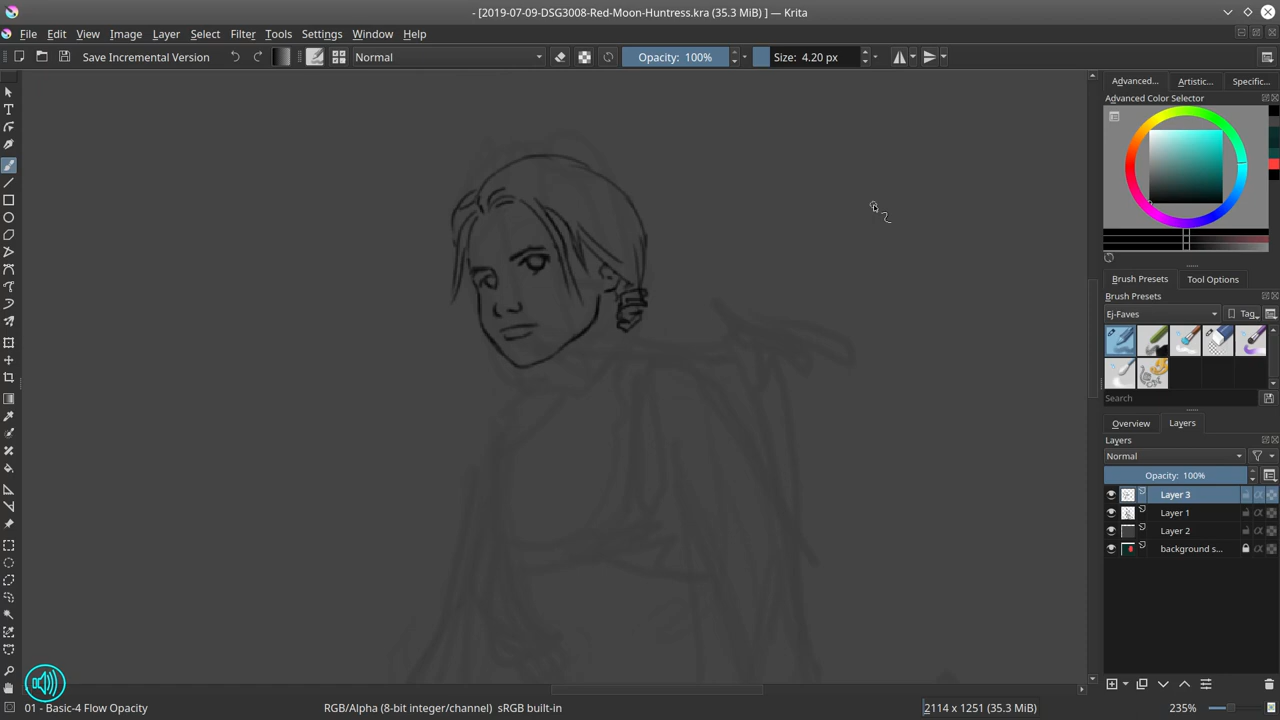 - [2019-07-09-DSG3008-Red-Moon-Huntress.kra (35.3 MiB) ] — Krita
File Edit View Image Layer Select Filter Tools Settings Window Help
Save Incremental Version Normal Opacity: 100% Size: 4.20 px
Advanced... Artistic... Specific...
Advanced Color Selector
Brush Presets Tool Options
Brush Presets
Ej-Faves Tag
Search
Overview Layers
Layers
Normal
Opacity: 100%
Layer 3
Layer 1
Layer 2
background s...
01 - Basic-4 Flow Opacity RGB/Alpha (8-bit integer/channel) sRGB built-in 2114 x 1251 (35.3 MiB) 235%